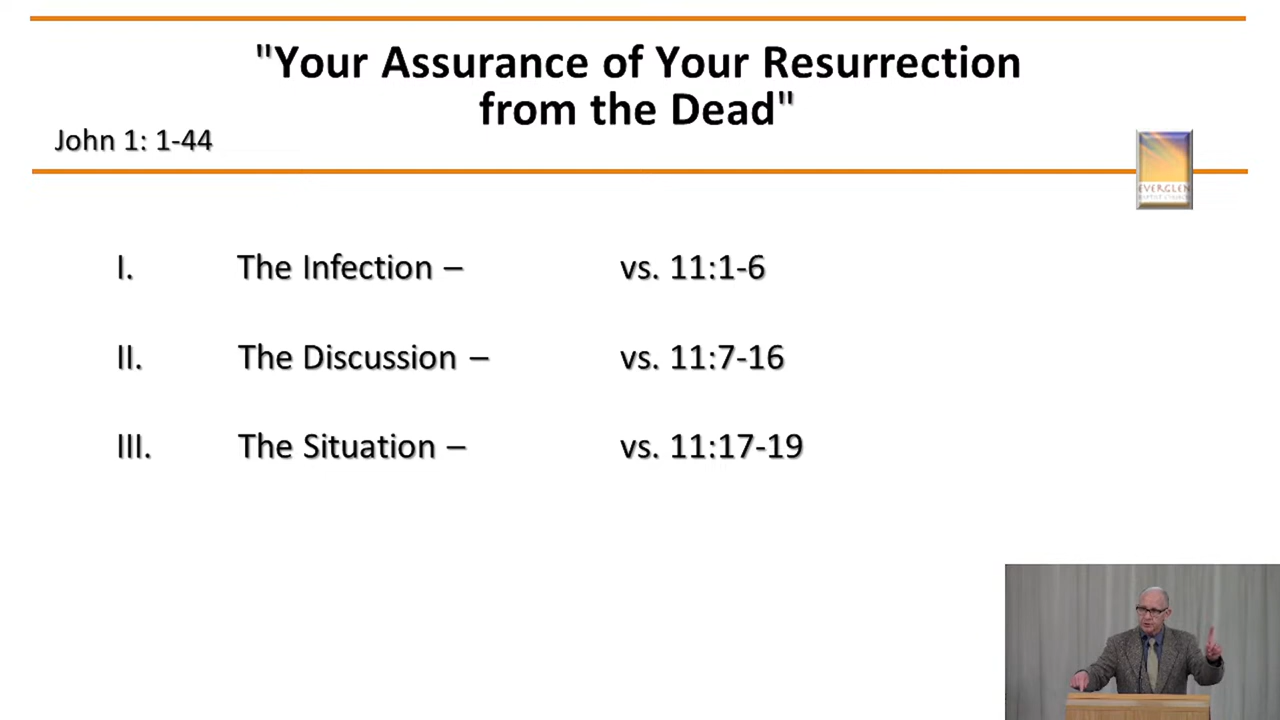 "Your Assurance of Your Resurrection
from the Dead"
John 1: 1-44
EVERGLEN
I. The Infection – vs. 11:1-6
II. The Discussion – vs. 11:7-16
III. The Situation – vs. 11:17-19